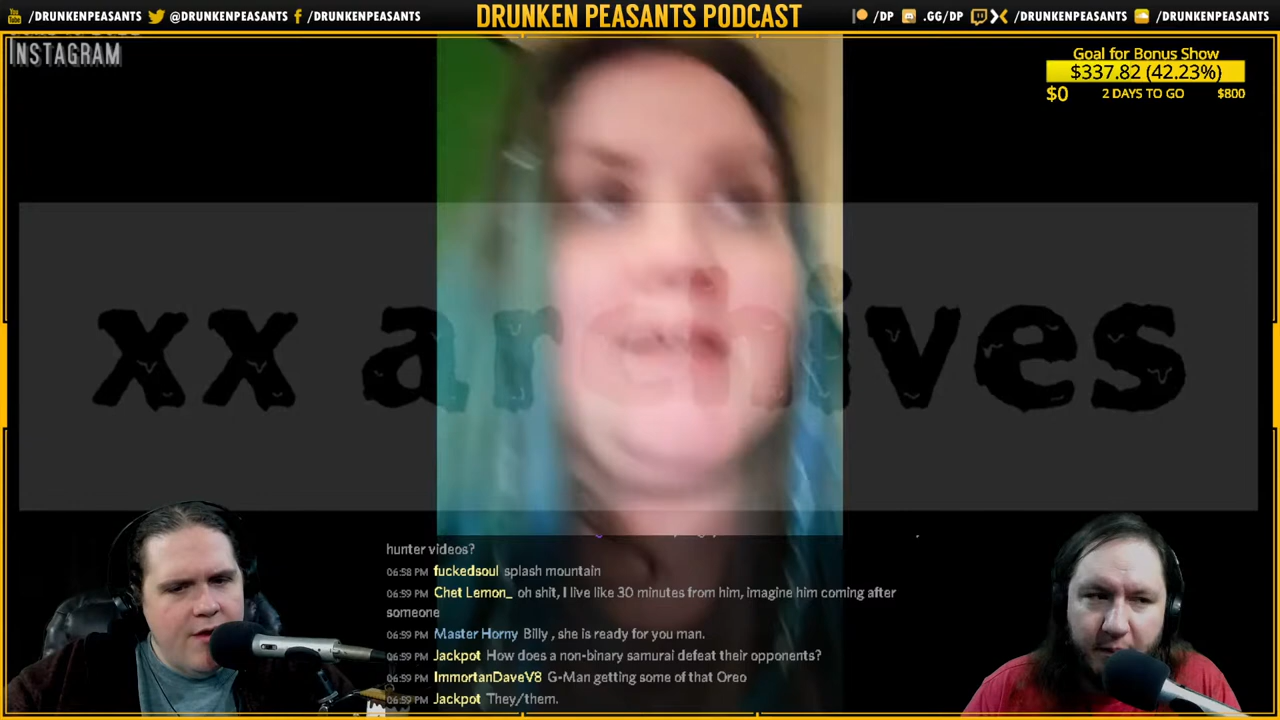 /DRUNKENPEASANTS @DRUNKENPEASANTS /DRUNKENPEASANTS DRUNKEN PEASANTS PODCAST /DP .GG/DP /DRUNKENPEASANTS /DRUNKENPEASANTS
INSTAGRAM
Goal for Bonus Show
$337.82 (42.23%)
$0 2 DAYS TO GO $800
xx archives
hunter videos?
06:58 PM fuckedsoul splash mountain
06:59 PM Chet Lemon_ oh shit, I live like 30 minutes from him, imagine him coming after
someone
06:59 PM Master Horny Billy , she is ready for you man.
06:59 PM Jackpot How does a non-binary samurai defeat their opponents?
06:59 PM ImmortanDaveV8 G-Man getting some of that Oreo
06:59 PM Jackpot They/them.